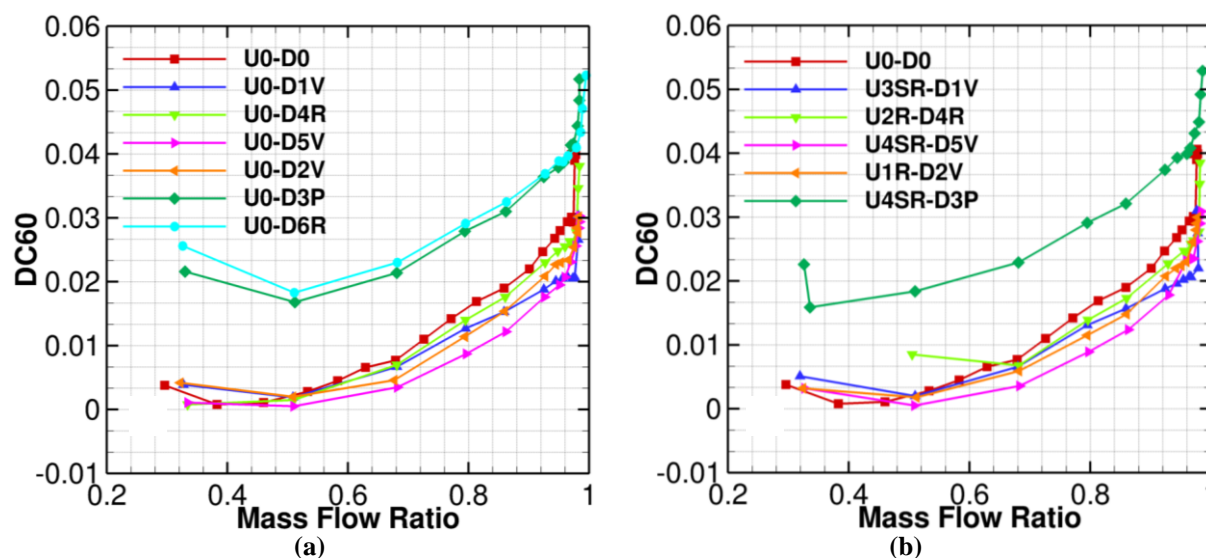 0.06
0.05
0.04
0.03
0.02
0.01
0
-0.01
DC60
U0-D0
U0-D1V
U0-D4R
U0-D5V
U0-D2V
U0-D3P
U0-D6R
0.2 0.4 0.6 0.8 1
Mass Flow Ratio
(a)
0.06
0.05
0.04
0.03
0.02
0.01
0
-0.01
DC60
U0-D0
U3SR-D1V
U2R-D4R
U4SR-D5V
U1R-D2V
U4SR-D3P
0.2 0.4 0.6 0.8 1
Mass Flow Ratio
(b)